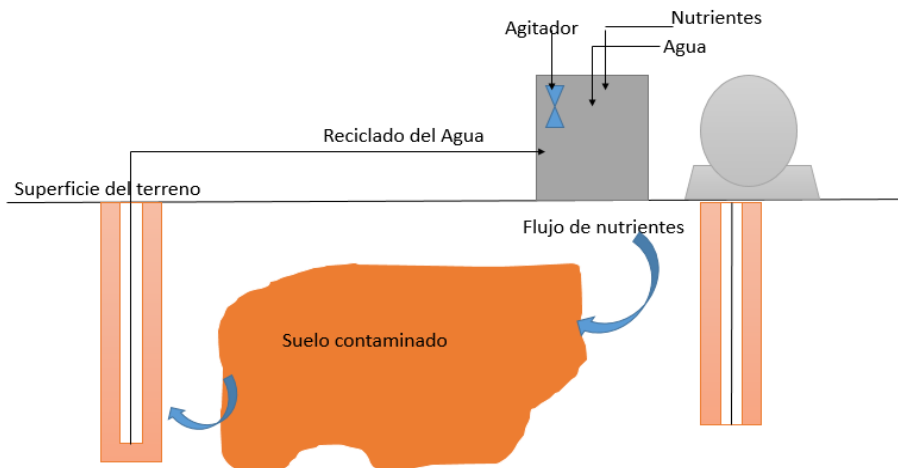 Nutrientes
Agitador
Agua
Reciclado del Agua
Superficie del terreno
Flujo de nutrientes
Suelo contaminado